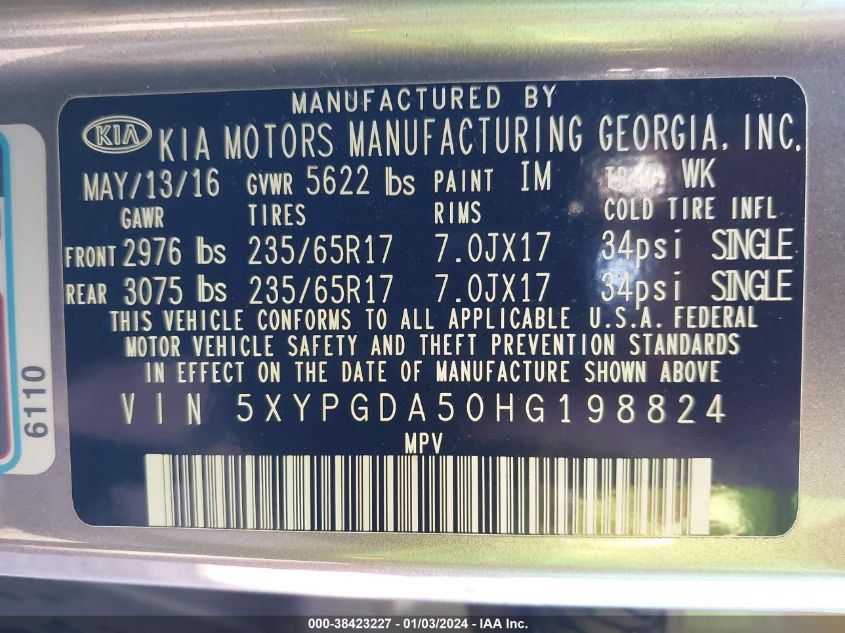 MANUFACTURED BY
KIA KIA MOTORS MANUFACTURING GEORGIA, INC.
MAY/13/16 GVWR 5622 lbs PAINT IM WK
GAWR TIRES RIMS COLD TIRE INFL
FRONT 2976 lbs 235/65R17 7.0JX17 34psi SINGLE
REAR 3075 lbs 235/65R17 7.0JX17 34psi SINGLE
THIS VEHICLE CONFORMS TO ALL APPLICABLE U.S.A. FEDERAL
MOTOR VEHICLE SAFETY AND THEFT PREVENTION STANDARDS
IN EFFECT ON THE DATE OF MANUFACTURE SHOWN ABOVE
VIN 5XYPGDA50HG198824
MPV
6110
000-38423227 - 01/03/2024 - IAA Inc.